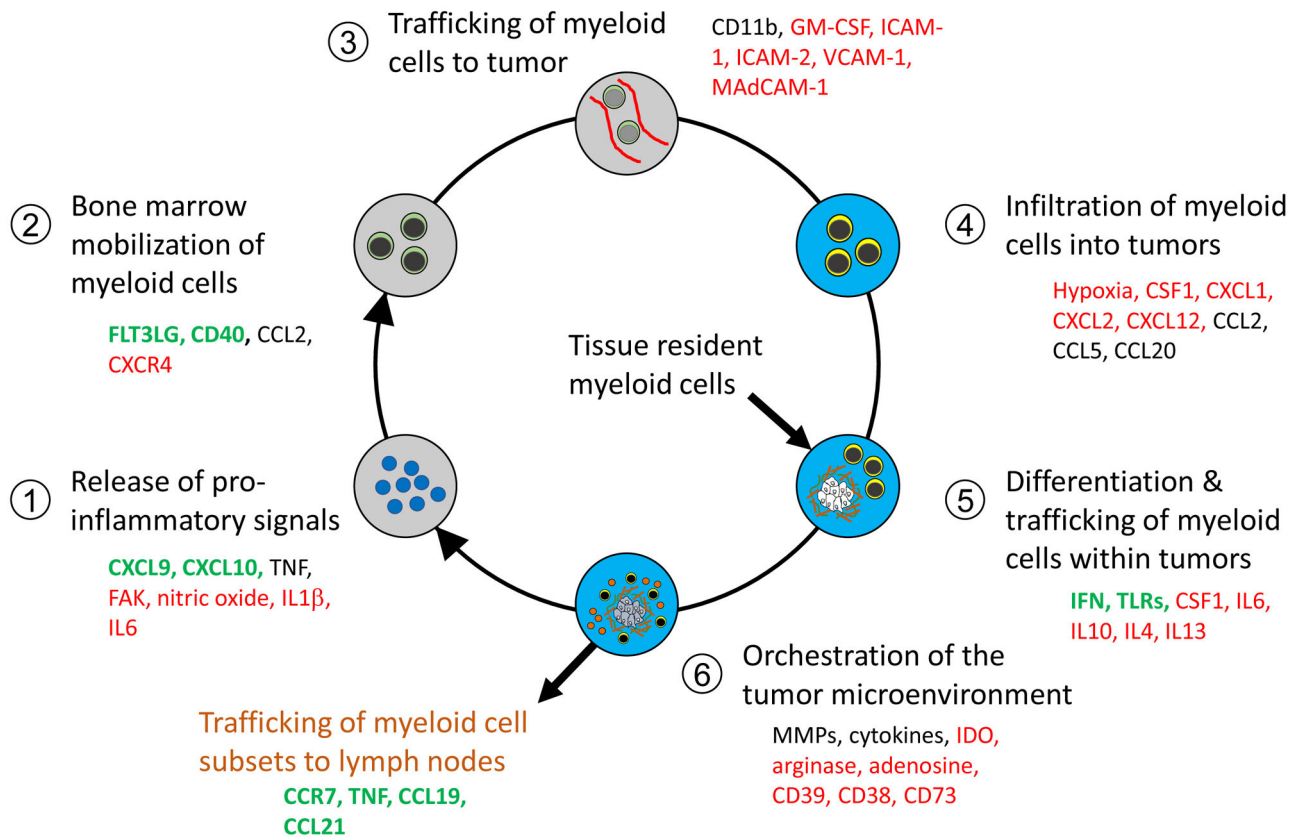 ③ Trafficking of myeloid
cells to tumor
CD11b, GM-CSF, ICAM-
1, ICAM-2, VCAM-1,
MAdCAM-1
② Bone marrow
mobilization of
myeloid cells
FLT3LG, CD40, CCL2,
CXCR4
④ Infiltration of myeloid
cells into tumors
Hypoxia, CSF1, CXCL1,
CXCL2, CXCL12, CCL2,
CCL5, CCL20
Tissue resident
myeloid cells
① Release of pro-
inflammatory signals
CXCL9, CXCL10, TNF,
FAK, nitric oxide, IL1β,
IL6
⑤ Differentiation &
trafficking of myeloid
cells within tumors
IFN, TLRs, CSF1, IL6,
IL10, IL4, IL13
⑥ Orchestration of the
tumor microenvironment
MMPs, cytokines, IDO,
arginase, adenosine,
CD39, CD38, CD73
Trafficking of myeloid cell
subsets to lymph nodes
CCR7, TNF, CCL19,
CCL21